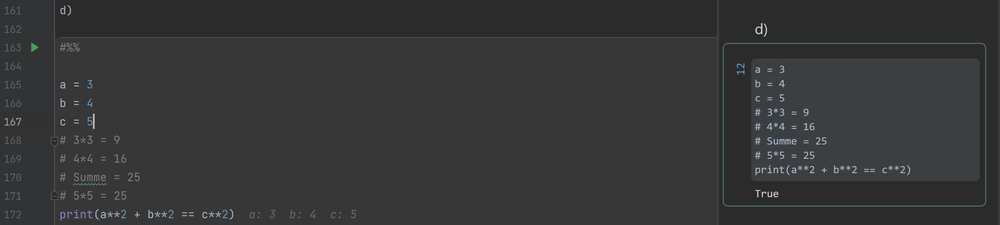 161 d)
162
163 #%%
164
165 a = 3
166 b = 4
167 c = 5
168 # 3*3 = 9
169 # 4*4 = 16
170 # Summe = 25
171 # 5*5 = 25
172 print(a**2 + b**2 == c**2) a: 3 b: 4 c: 5
d)
12
a = 3
b = 4
c = 5
# 3*3 = 9
# 4*4 = 16
# Summe = 25
# 5*5 = 25
print(a**2 + b**2 == c**2)
True